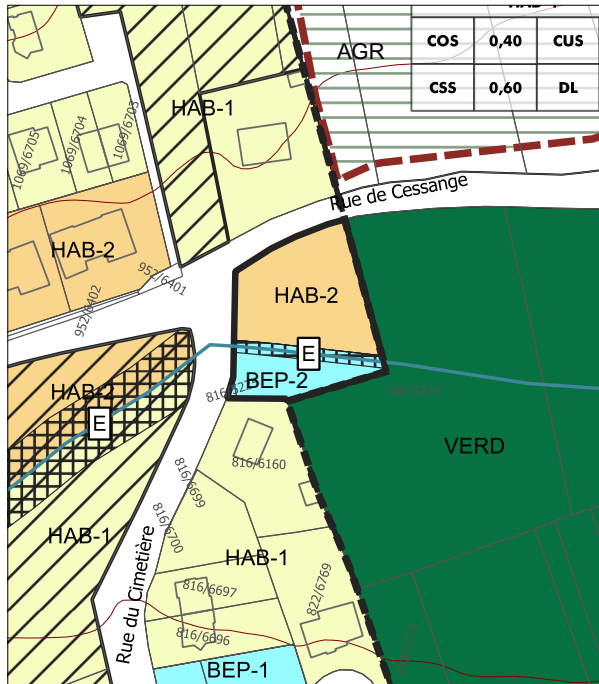 COS 0,40 CUS
AGR
CSS 0,60 DL
HAB-1
1069/6703
1069/6704
1069/6705
Rue de Cessange
HAB-2
952/6401
HAB-2
952/6402
E
BEP-2
HAB-2
E
VERD
816/6160
816/6699
816/6700
HAB-1
HAB-1
Rue du Cimetière
816/6697
822/6769
816/6696
BEP-1